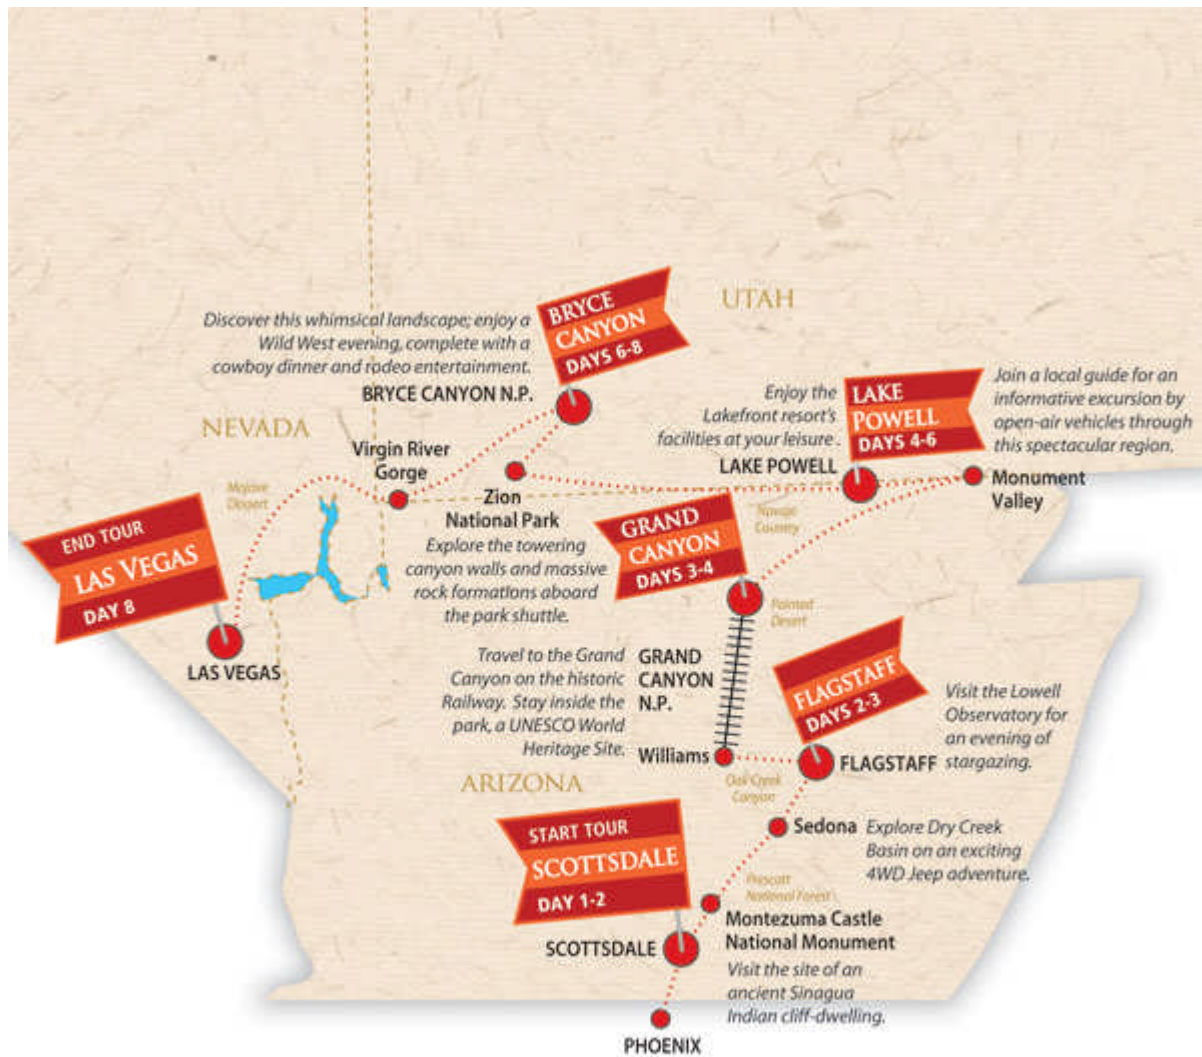 UTAH
BRYCE
CANYON
DAYS 6-8
Discover this whimsical landscape; enjoy a
Wild West evening, complete with a
cowboy dinner and rodeo entertainment.
BRYCE CANYON N.P.
LAKE
POWELL
DAYS 4-6
Enjoy the
Lakefront resort's
facilities at your leisure .
LAKE POWELL
Join a local guide for an
informative excursion by
open-air vehicles through
this spectacular region.
Monument
Valley
NEVADA
Virgin River
Gorge
Mojave
Desert
Zion
National Park
Explore the towering
canyon walls and massive
rock formations aboard
the park shuttle.
GRAND
CANYON
DAYS 3-4
Navajo
Country
END TOUR
LAS VEGAS
DAY 8
LAS VEGAS
Painted
Desert
Travel to the Grand
Canyon on the historic
Railway. Stay inside the
park, a UNESCO World
Heritage Site.
GRAND
CANYON
N.P.
FLAGSTAFF
DAYS 2-3
Visit the Lowell
Observatory for
an evening of
stargazing.
Williams
FLAGSTAFF
ARIZONA
Oak Creek
Canyon
START TOUR
SCOTTSDALE
DAY 1-2
Sedona
Explore Dry Creek
Basin on an exciting
4WD Jeep adventure.
Prescott
National Forest
Montezuma Castle
National Monument
Visit the site of an
ancient Sinagua
Indian cliff-dwelling.
SCOTTSDALE
PHOENIX